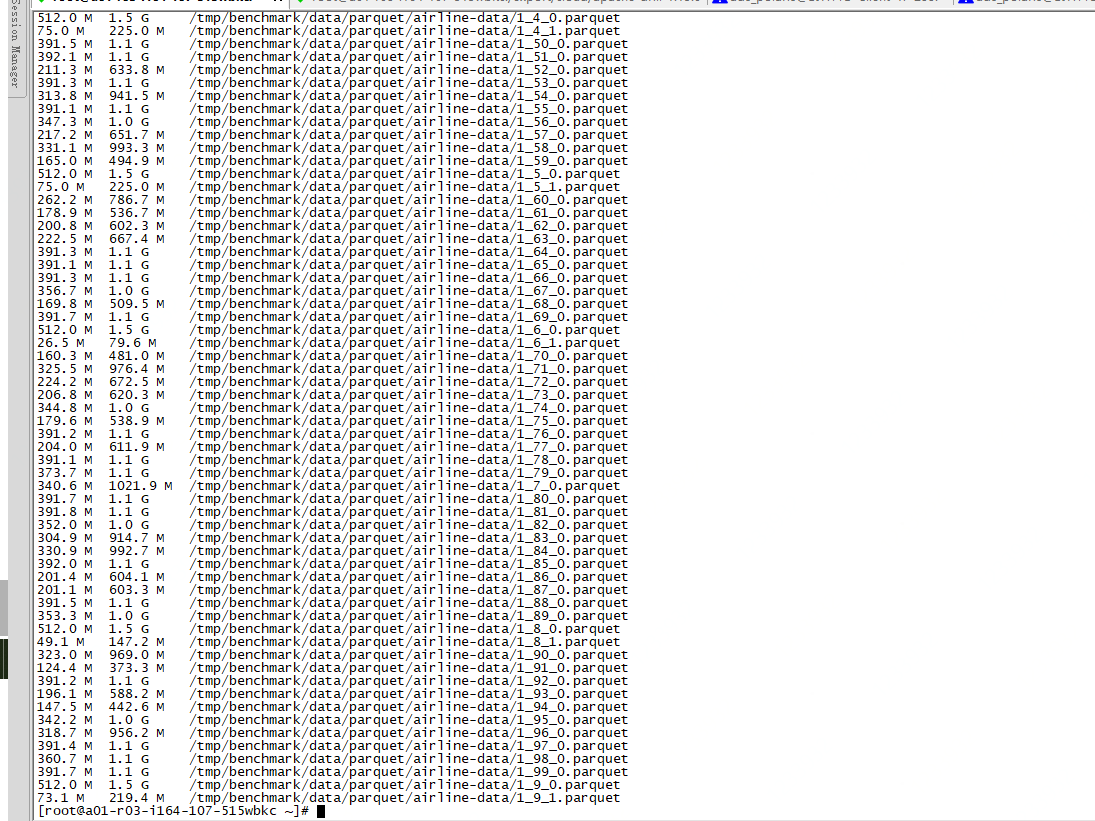 Session Manager
512.0 M  1.5 G     /tmp/benchmark/data/parquet/airline-data/1_4_0.parquet
75.0 M   225.0 M   /tmp/benchmark/data/parquet/airline-data/1_4_1.parquet
391.5 M  1.1 G     /tmp/benchmark/data/parquet/airline-data/1_50_0.parquet
392.1 M  1.1 G     /tmp/benchmark/data/parquet/airline-data/1_51_0.parquet
211.3 M  633.8 M   /tmp/benchmark/data/parquet/airline-data/1_52_0.parquet
391.3 M  1.1 G     /tmp/benchmark/data/parquet/airline-data/1_53_0.parquet
313.8 M  941.5 M   /tmp/benchmark/data/parquet/airline-data/1_54_0.parquet
391.1 M  1.1 G     /tmp/benchmark/data/parquet/airline-data/1_55_0.parquet
347.3 M  1.0 G     /tmp/benchmark/data/parquet/airline-data/1_56_0.parquet
217.2 M  651.7 M   /tmp/benchmark/data/parquet/airline-data/1_57_0.parquet
331.1 M  993.3 M   /tmp/benchmark/data/parquet/airline-data/1_58_0.parquet
165.0 M  494.9 M   /tmp/benchmark/data/parquet/airline-data/1_59_0.parquet
512.0 M  1.5 G     /tmp/benchmark/data/parquet/airline-data/1_5_0.parquet
75.0 M   225.0 M   /tmp/benchmark/data/parquet/airline-data/1_5_1.parquet
262.2 M  786.7 M   /tmp/benchmark/data/parquet/airline-data/1_60_0.parquet
178.9 M  536.7 M   /tmp/benchmark/data/parquet/airline-data/1_61_0.parquet
200.8 M  602.3 M   /tmp/benchmark/data/parquet/airline-data/1_62_0.parquet
222.5 M  667.4 M   /tmp/benchmark/data/parquet/airline-data/1_63_0.parquet
391.3 M  1.1 G     /tmp/benchmark/data/parquet/airline-data/1_64_0.parquet
391.1 M  1.1 G     /tmp/benchmark/data/parquet/airline-data/1_65_0.parquet
391.3 M  1.1 G     /tmp/benchmark/data/parquet/airline-data/1_66_0.parquet
356.7 M  1.0 G     /tmp/benchmark/data/parquet/airline-data/1_67_0.parquet
169.8 M  509.5 M   /tmp/benchmark/data/parquet/airline-data/1_68_0.parquet
391.7 M  1.1 G     /tmp/benchmark/data/parquet/airline-data/1_69_0.parquet
512.0 M  1.5 G     /tmp/benchmark/data/parquet/airline-data/1_6_0.parquet
26.5 M   79.6 M    /tmp/benchmark/data/parquet/airline-data/1_6_1.parquet
160.3 M  481.0 M   /tmp/benchmark/data/parquet/airline-data/1_70_0.parquet
325.5 M  976.4 M   /tmp/benchmark/data/parquet/airline-data/1_71_0.parquet
224.2 M  672.5 M   /tmp/benchmark/data/parquet/airline-data/1_72_0.parquet
206.8 M  620.3 M   /tmp/benchmark/data/parquet/airline-data/1_73_0.parquet
344.8 M  1.0 G     /tmp/benchmark/data/parquet/airline-data/1_74_0.parquet
179.6 M  538.9 M   /tmp/benchmark/data/parquet/airline-data/1_75_0.parquet
391.2 M  1.1 G     /tmp/benchmark/data/parquet/airline-data/1_76_0.parquet
204.0 M  611.9 M   /tmp/benchmark/data/parquet/airline-data/1_77_0.parquet
391.1 M  1.1 G     /tmp/benchmark/data/parquet/airline-data/1_78_0.parquet
373.7 M  1.1 G     /tmp/benchmark/data/parquet/airline-data/1_79_0.parquet
340.6 M  1021.9 M  /tmp/benchmark/data/parquet/airline-data/1_7_0.parquet
391.7 M  1.1 G     /tmp/benchmark/data/parquet/airline-data/1_80_0.parquet
391.8 M  1.1 G     /tmp/benchmark/data/parquet/airline-data/1_81_0.parquet
352.0 M  1.0 G     /tmp/benchmark/data/parquet/airline-data/1_82_0.parquet
304.9 M  914.7 M   /tmp/benchmark/data/parquet/airline-data/1_83_0.parquet
330.9 M  992.7 M   /tmp/benchmark/data/parquet/airline-data/1_84_0.parquet
392.0 M  1.1 G     /tmp/benchmark/data/parquet/airline-data/1_85_0.parquet
201.4 M  604.1 M   /tmp/benchmark/data/parquet/airline-data/1_86_0.parquet
201.1 M  603.3 M   /tmp/benchmark/data/parquet/airline-data/1_87_0.parquet
391.5 M  1.1 G     /tmp/benchmark/data/parquet/airline-data/1_88_0.parquet
353.3 M  1.0 G     /tmp/benchmark/data/parquet/airline-data/1_89_0.parquet
512.0 M  1.5 G     /tmp/benchmark/data/parquet/airline-data/1_8_0.parquet
49.1 M   147.2 M   /tmp/benchmark/data/parquet/airline-data/1_8_1.parquet
323.0 M  969.0 M   /tmp/benchmark/data/parquet/airline-data/1_90_0.parquet
124.4 M  373.3 M   /tmp/benchmark/data/parquet/airline-data/1_91_0.parquet
391.2 M  1.1 G     /tmp/benchmark/data/parquet/airline-data/1_92_0.parquet
196.1 M  588.2 M   /tmp/benchmark/data/parquet/airline-data/1_93_0.parquet
147.5 M  442.6 M   /tmp/benchmark/data/parquet/airline-data/1_94_0.parquet
342.2 M  1.0 G     /tmp/benchmark/data/parquet/airline-data/1_95_0.parquet
318.7 M  956.2 M   /tmp/benchmark/data/parquet/airline-data/1_96_0.parquet
391.4 M  1.1 G     /tmp/benchmark/data/parquet/airline-data/1_97_0.parquet
360.7 M  1.1 G     /tmp/benchmark/data/parquet/airline-data/1_98_0.parquet
391.7 M  1.1 G     /tmp/benchmark/data/parquet/airline-data/1_99_0.parquet
512.0 M  1.5 G     /tmp/benchmark/data/parquet/airline-data/1_9_0.parquet
73.1 M   219.4 M   /tmp/benchmark/data/parquet/airline-data/1_9_1.parquet
[root@a01-r03-i164-107-515wbkc ~]#